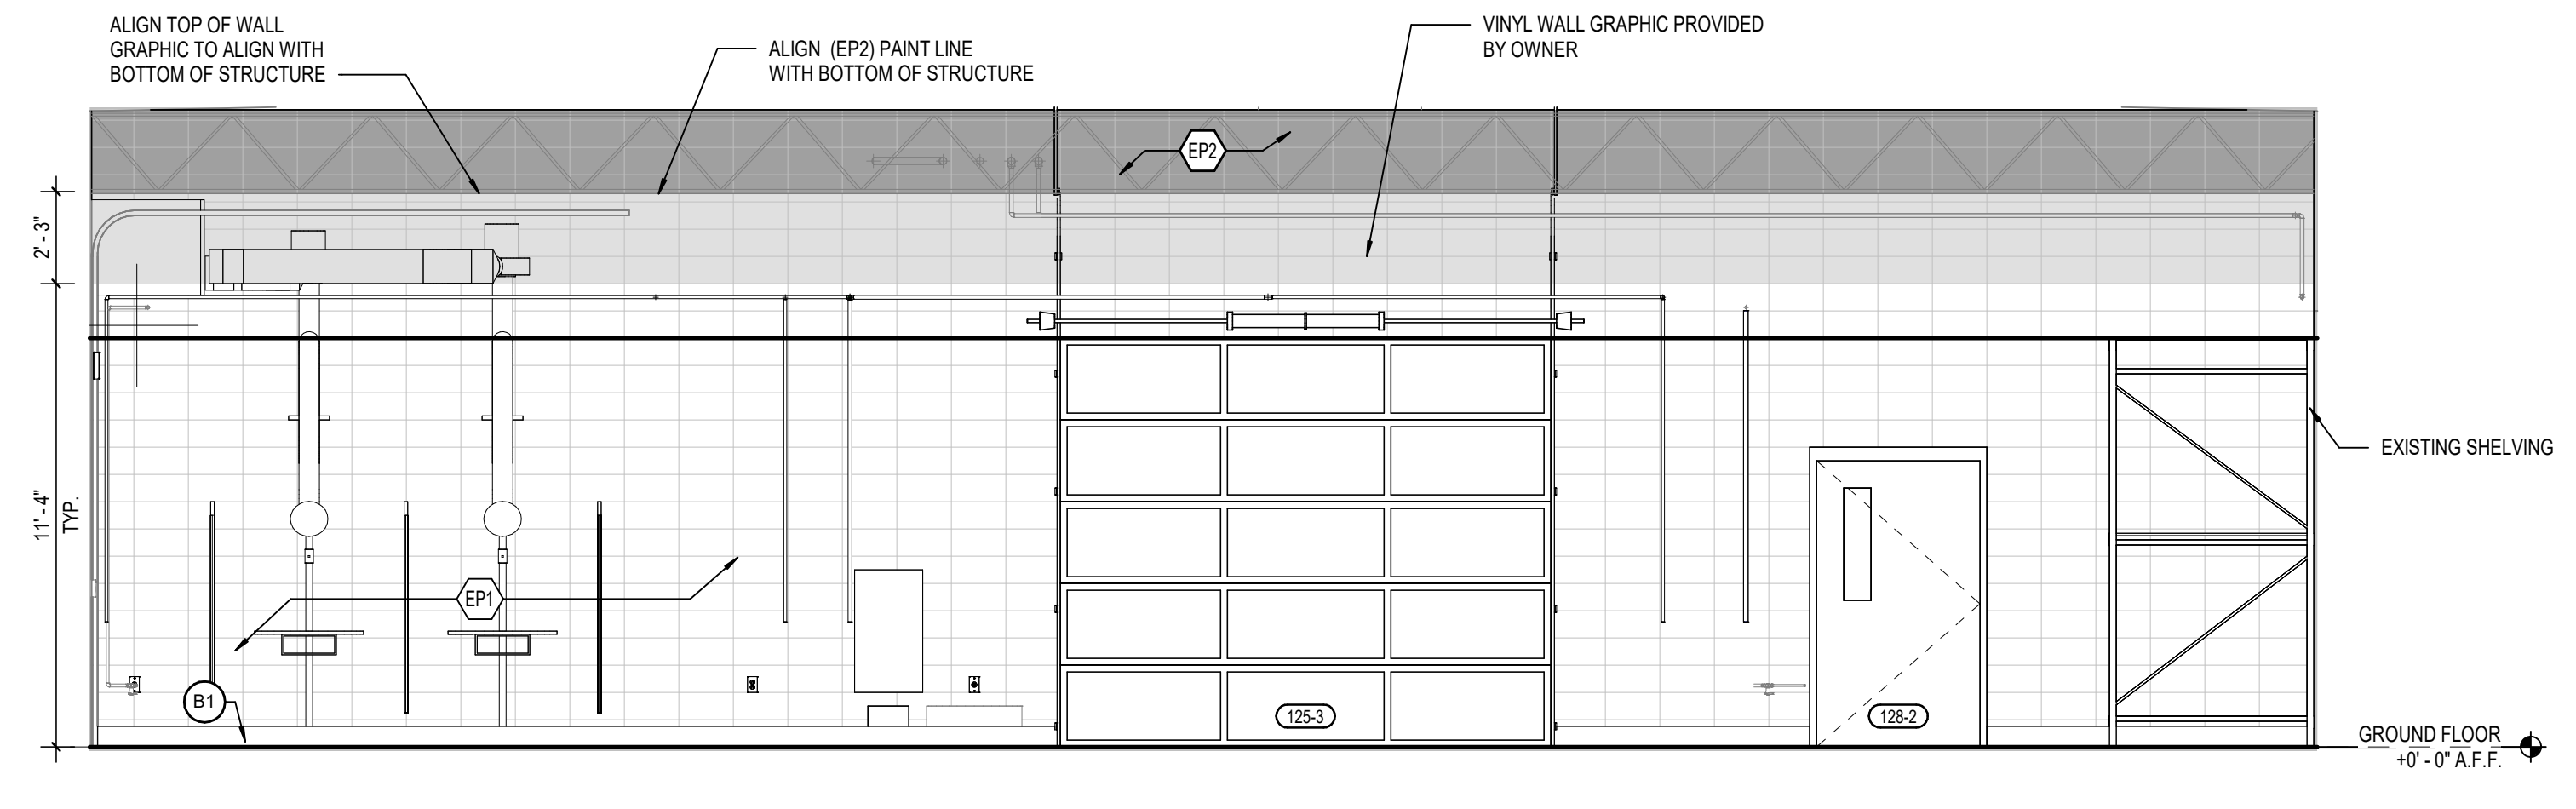 ALIGN TOP OF WALL
GRAPHIC TO ALIGN WITH
BOTTOM OF STRUCTURE
ALIGN (EP2) PAINT LINE
WITH BOTTOM OF STRUCTURE
VINYL WALL GRAPHIC PROVIDED
BY OWNER
EP2
2' - 3"
11' - 4"
TYP.
EXISTING SHELVING
EP1
B1
125-3
128-2
GROUND FLOOR
+0' - 0" A.F.F.